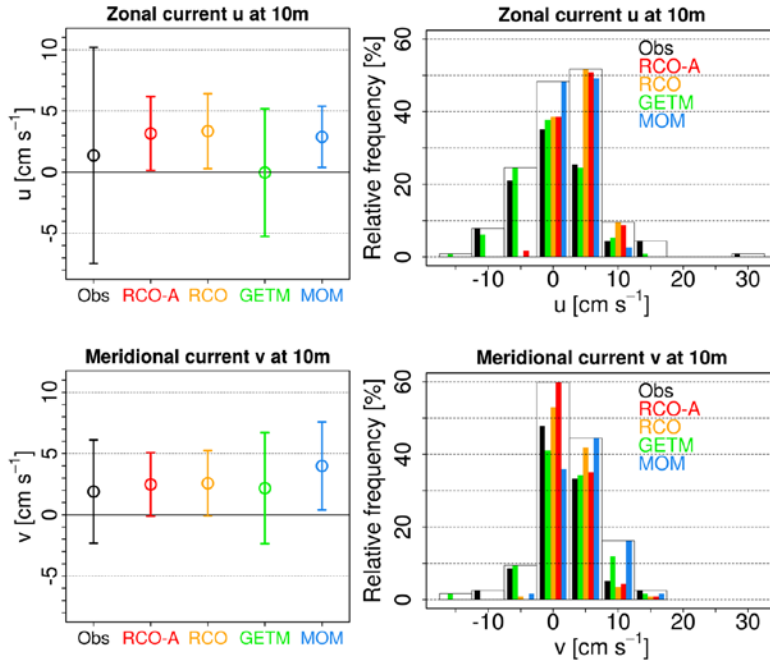 Zonal current u at 10m
u [cm s−1]
10
5
0
-5
Obs RCO-A RCO GETM MOM
Zonal current u at 10m
Relative frequency [%]
60
40
20
0
Obs
RCO-A
RCO
GETM
MOM
-10 0 10 20 30
u [cm s−1]
Meridional current v at 10m
v [cm s−1]
10
5
0
-5
Obs RCO-A RCO GETM MOM
Meridional current v at 10m
Relative frequency [%]
60
40
20
0
Obs
RCO-A
RCO
GETM
MOM
-10 0 10 20 30
v [cm s−1]